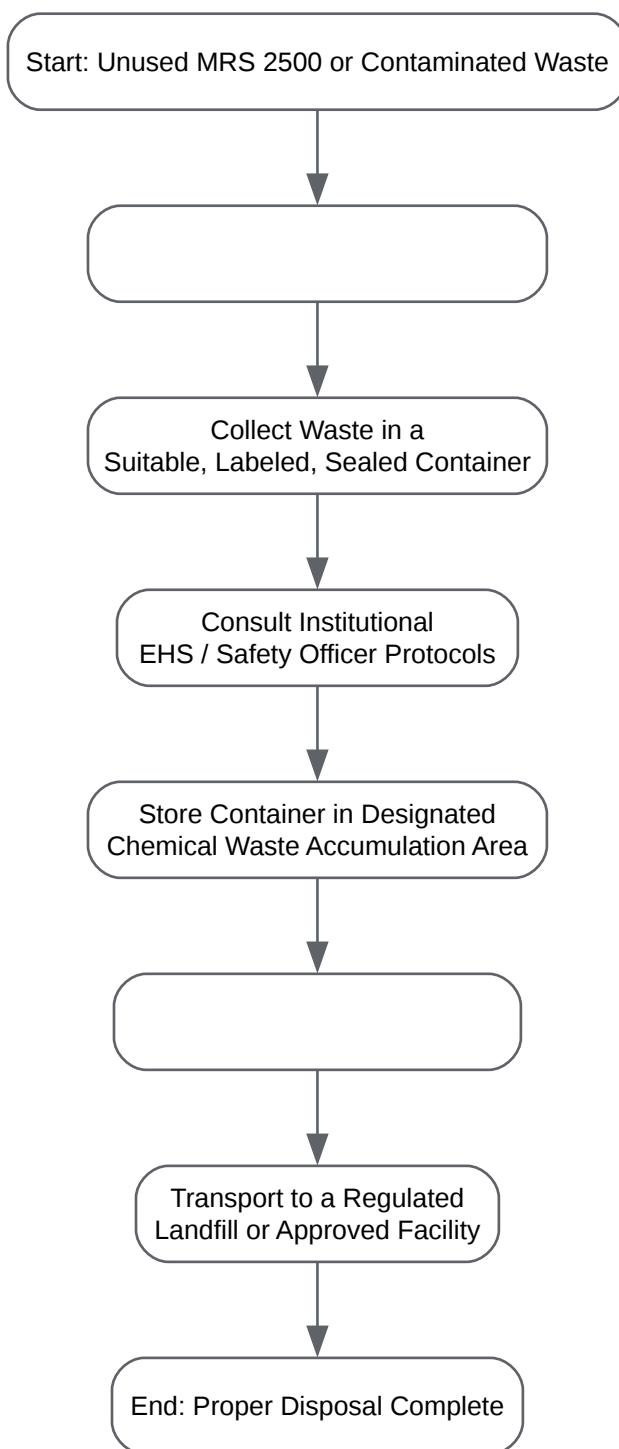 Start: Unused MRS 2500 or Contaminated Waste
Collect Waste in a
Suitable, Labeled, Sealed Container
Consult Institutional
EHS / Safety Officer Protocols
Store Container in Designated
Chemical Waste Accumulation Area
Transport to a Regulated
Landfill or Approved Facility
End: Proper Disposal Complete